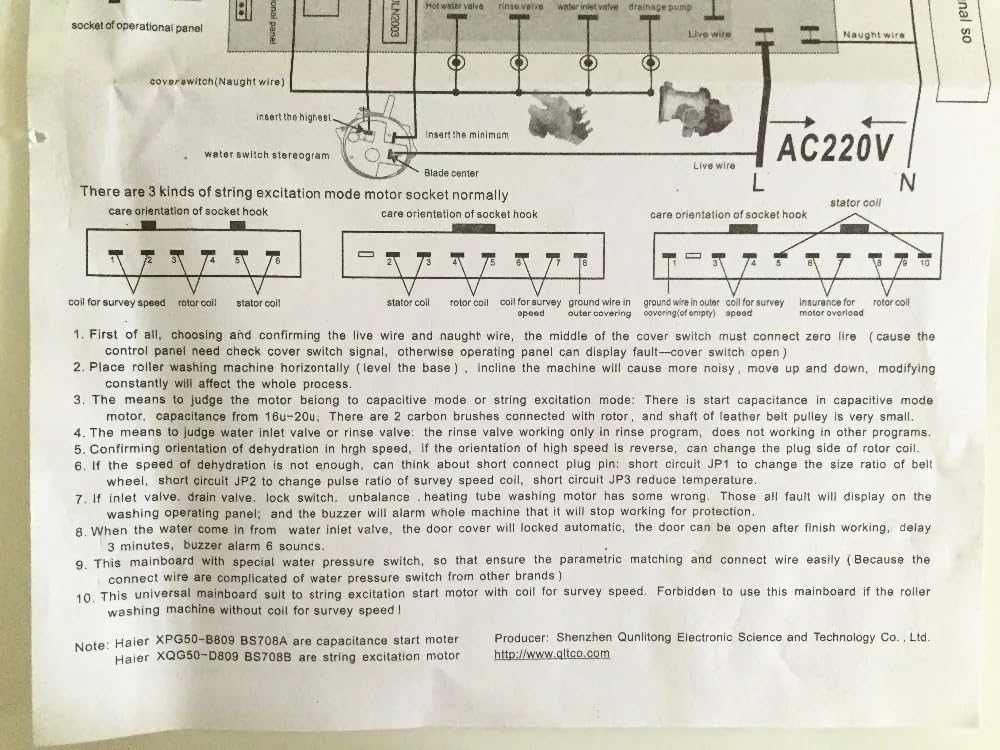 Hot water valve rinse valve water inlet valve drainage pump
socket of operational panel
onal panel
ULN2003
nal so
Live wire
Naught wire
cover switch(Naught wire)
insert the highest
Insert the minimum
water switch stereogram
Blade center
Live wire
AC220V
L N
There are 3 kinds of string excitation mode motor socket normally
care orientation of socket hook
1 2 3 4 5 6
coil for survey speed rotor coil stator coil
care orientation of socket hook
2 3 4 5 6 7 8
stator coil rotor coil coil for survey speed ground wire in outer covering
care orientation of socket hook
stator coil
1 3 4 5 6 7 8 9 10
ground wire in outer covering(of empty) coil for survey speed insurance for motor overload rotor coil
1. First of all, choosing and confirming the live wire and naught wire, the middle of the cover switch must connect zero lire (cause the
control panel need check cover switch signal, otherwise operating panel can display fault—cover switch open)
2. Place roller washing machine horizontally (level the base), incline the machine will cause more noisy, move up and down, modifying
constantly will affect the whole process.
3. The means to judge the motor beiong to capacitive mode or string excitation mode: There is start capacitance in capacitive mode
motor, capacitance from 16u-20u; There are 2 carbon brushes connected with rotor, and shaft of leather belt pulley is very small.
4. The means to judge water inlet valve or rinse valve: the rinse valve working only in rinse program, does not working in other programs.
5. Confirming orientation of dehydration in hrgh speed, if the orientation of high speed is reverse, can change the plug side of rotor coil.
6. If the speed of dehydration is not enough, can think about short connect plug pin: short circuit JP1 to change the size ratio of belt
wheel, short circuit JP2 to change pulse ratio of survey speed coil, short circuit JP3 reduce temperature.
7. If inlet valve. drain valve. lock switch. unbalance .heating tube washing motor has some wrong. Those all fault will display on the
washing operating panel; and the buzzer will alarm whole machine that it will stop working for protection.
8. When the water come in from water inlet valve, the door cover will locked automatic, the door can be open after finish working, delay
3 minutes, buzzer alarm 6 souncs.
9. This mainboard with special water pressure switch, so that ensure the parametric matching and connect wire easily (Because the
connect wire are complicated of water pressure switch from other brands)
10. This universal mainboard suit to string excitation start motor with coil for survey speed. Forbidden to use this mainboard if the roller
washing machine without coil for survey speed!
Note: Haier XPG50-B809 BS708A are capacitance start moter
Haier XQG50-D809 BS708B are string excitation motor
Producer: Shenzhen Qunlitong Electronic Science and Technology Co., Ltd.
http://www.qltco.com